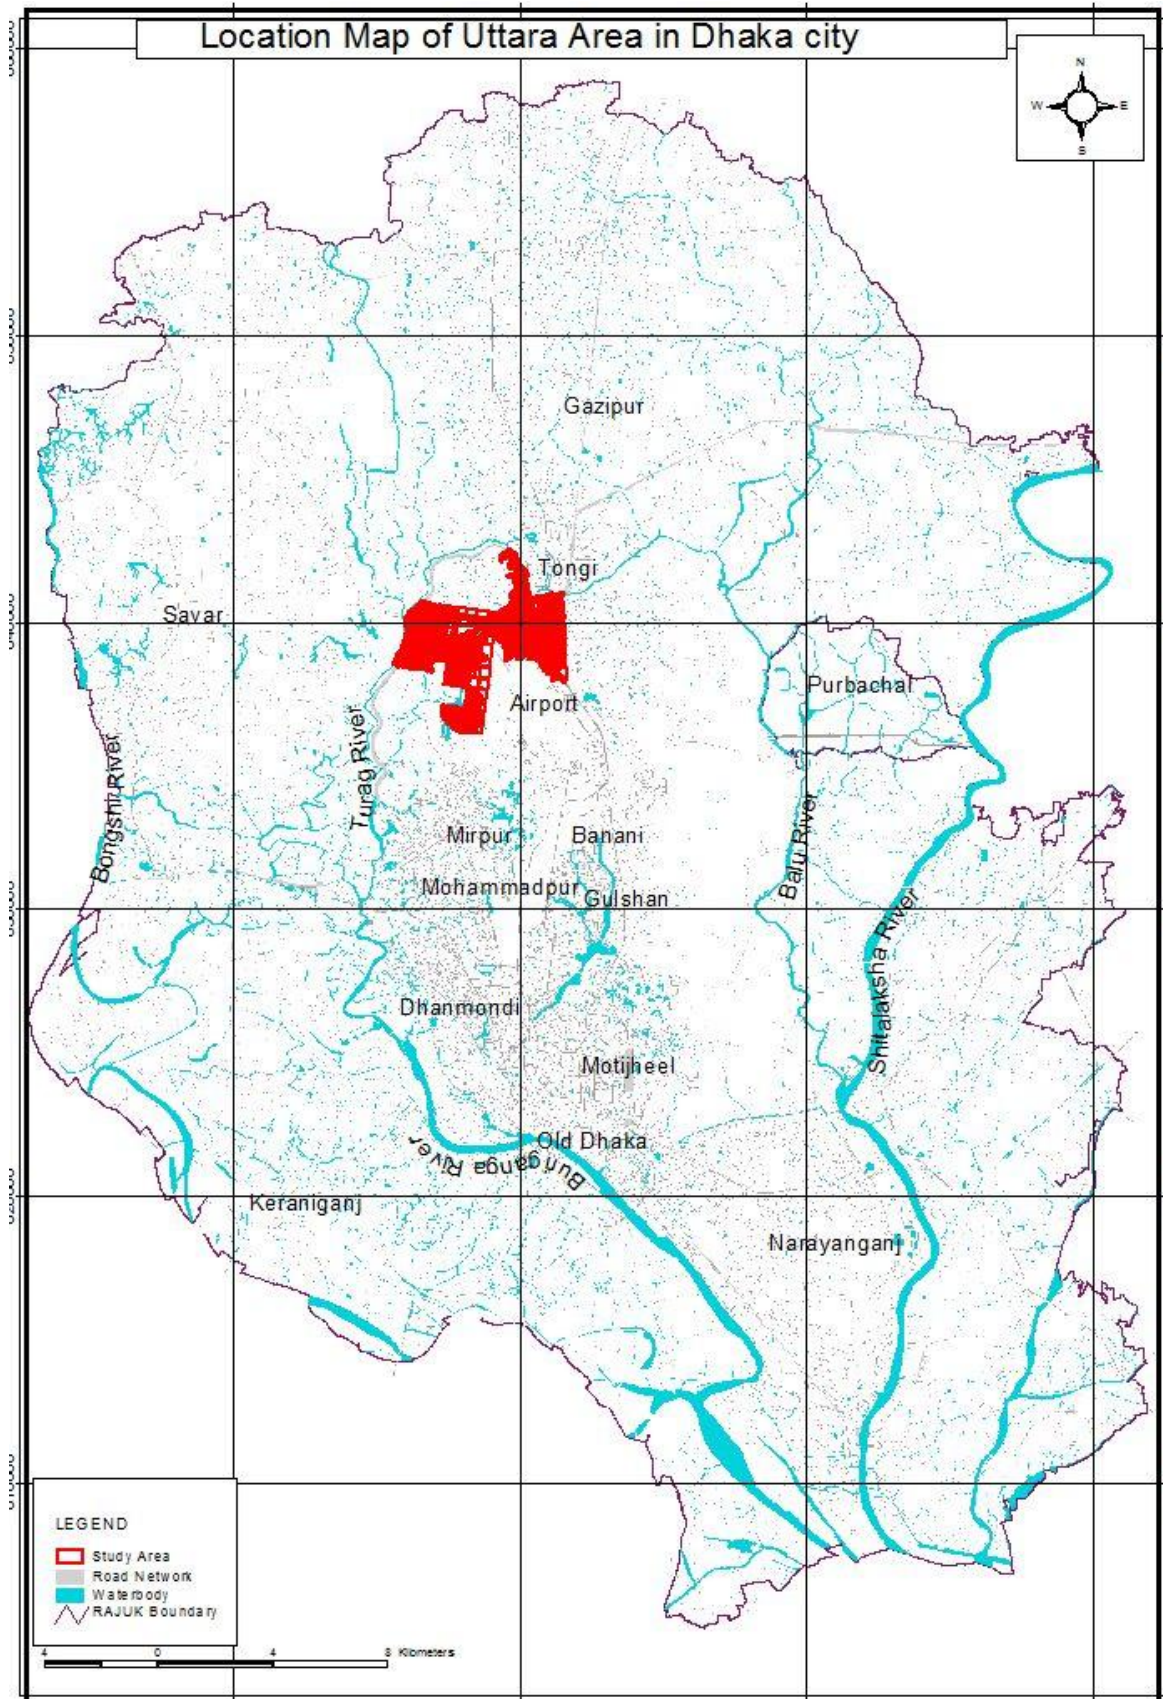 Location Map of Uttara Area in Dhaka city
N
W E
S
Gazipur
Tongi
Savar
Purbachal
Airport
Turag River
Bongshi River
Balu River
Mirpur
Banani
Mohammadpur
Gulshan
Shitalaksha River
Dhanmondi
Motijheel
Old Dhaka
Buriganga River
Keraniganj
Narayanganj
LEGEND
Study Area
Road Network
Waterbody
RAJUK Boundary
4 0 4 8 Kilometers